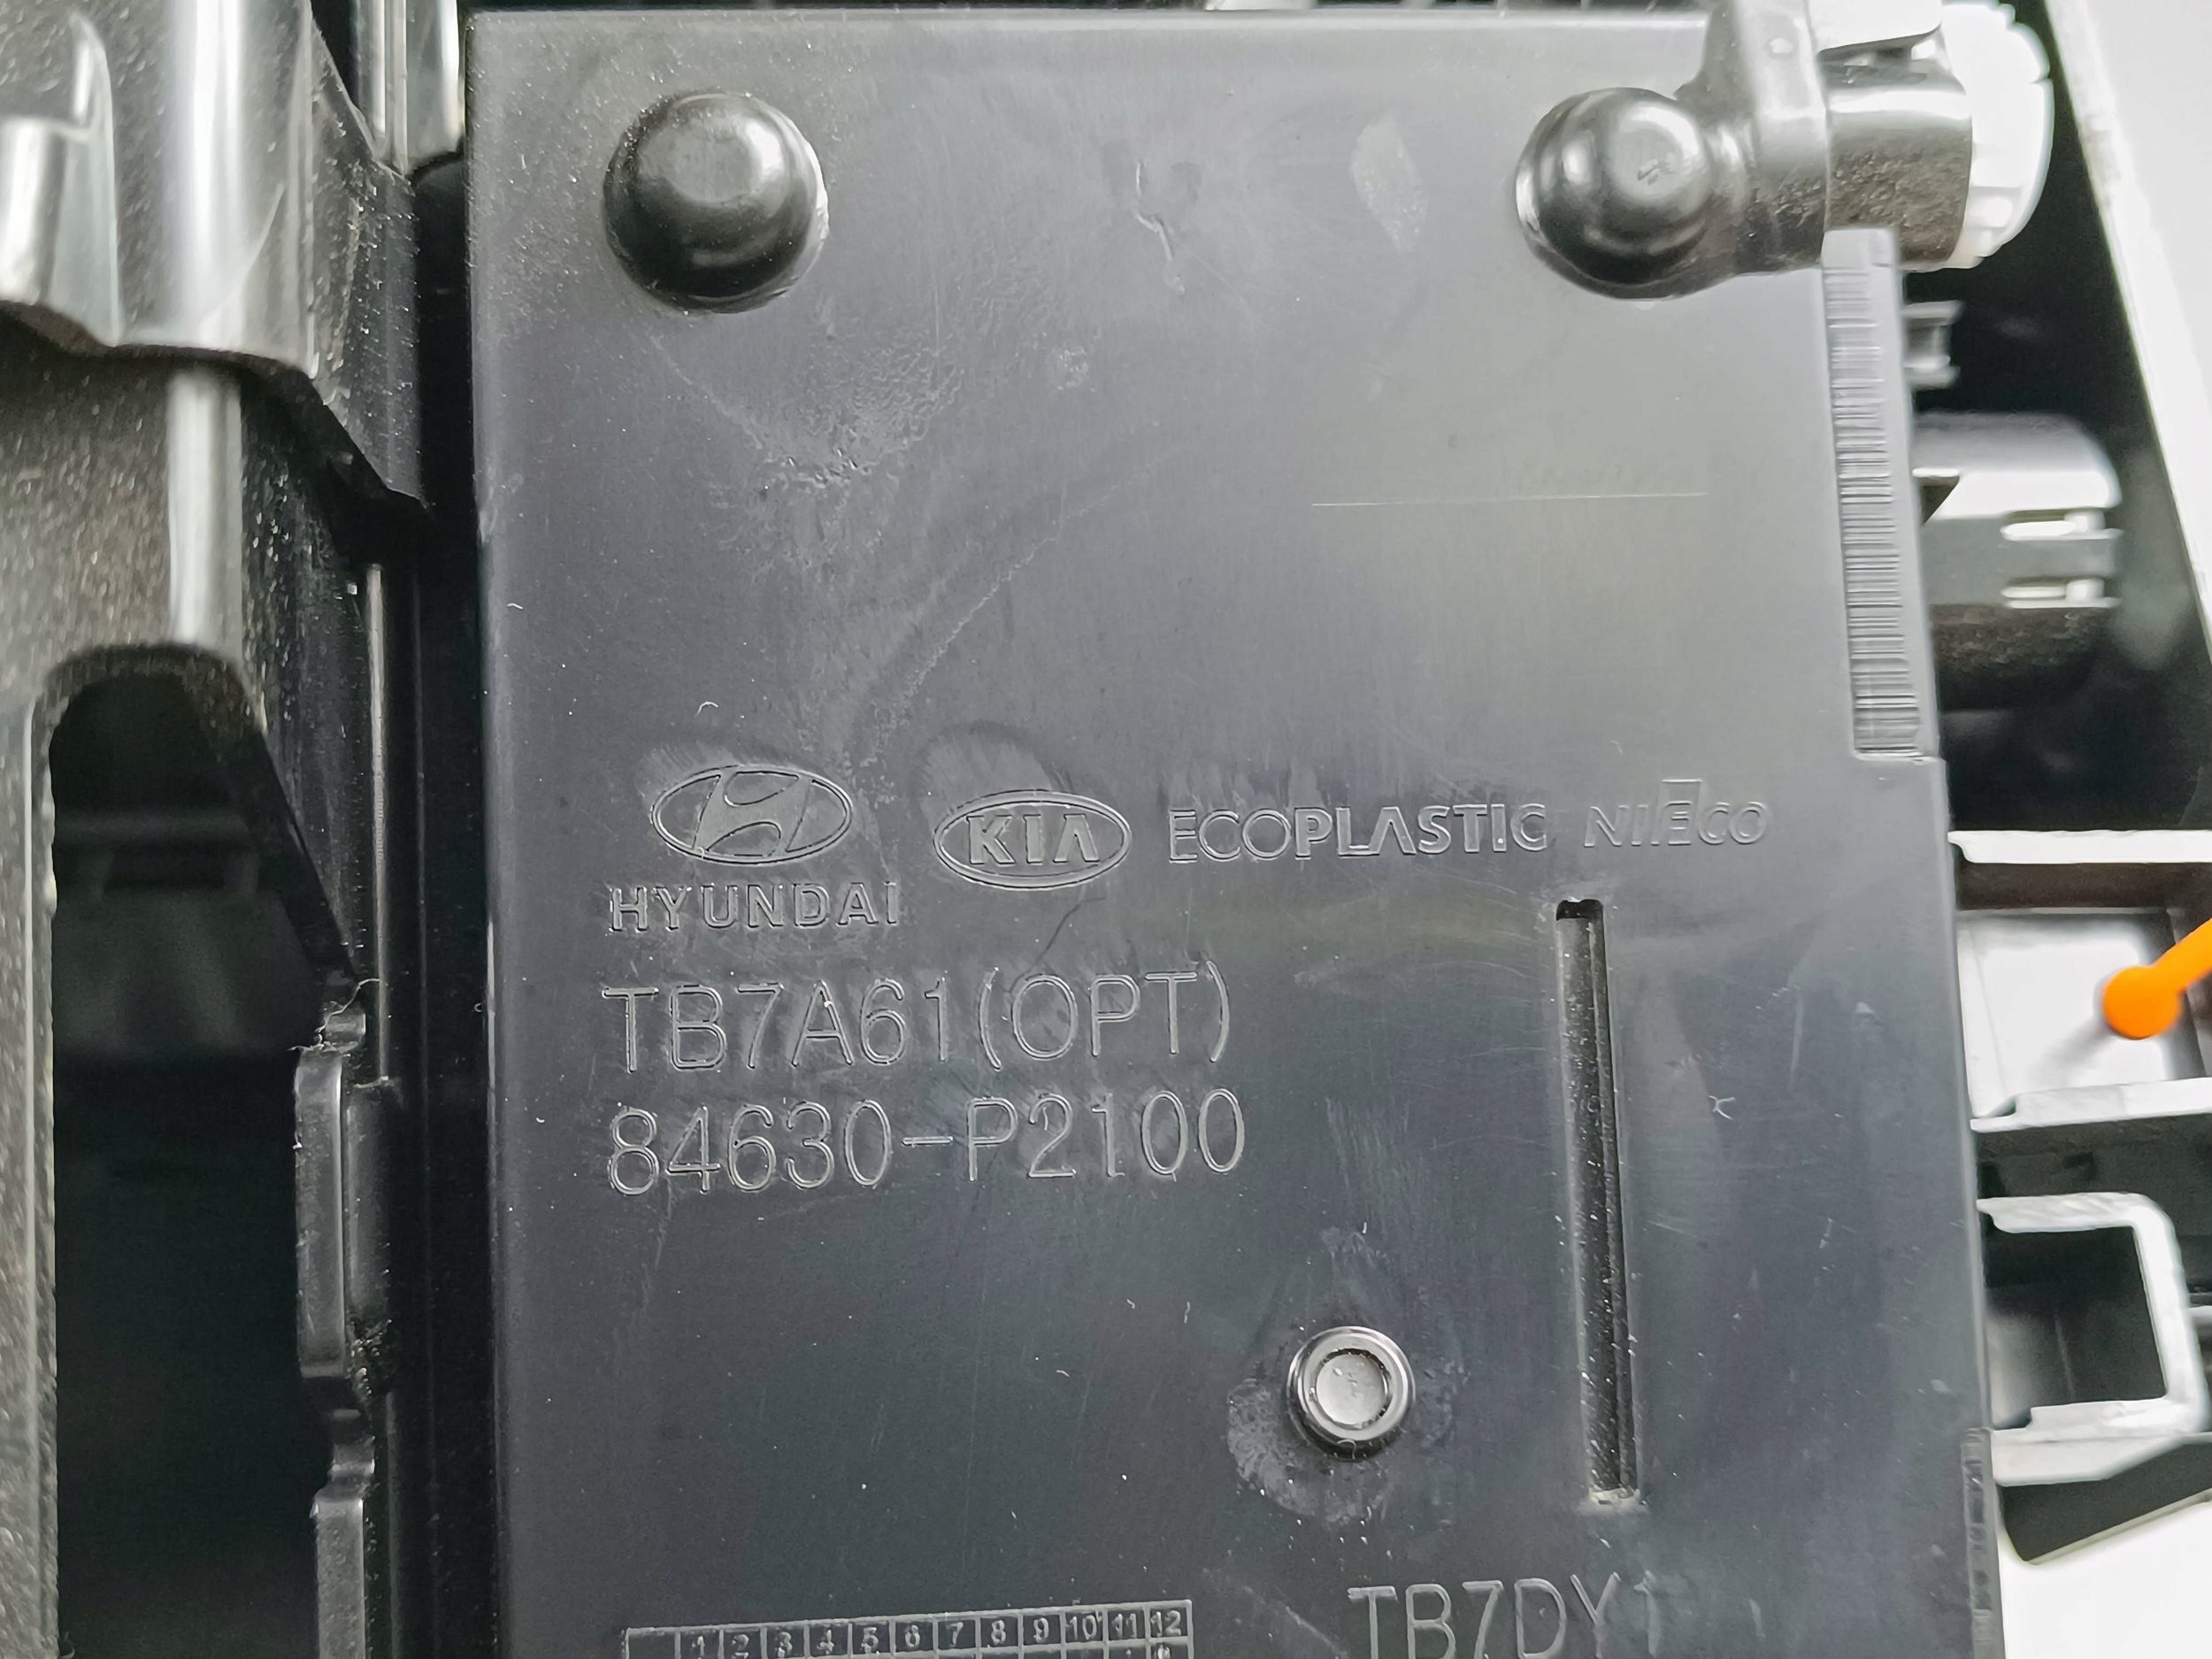 KIA ECOPLASTIC NIECO
HYUNDAI
TB7A61(OPT)
84630-P2100
TB7DY1
1 2 3 4 5 6 7 8 9 10 11 12